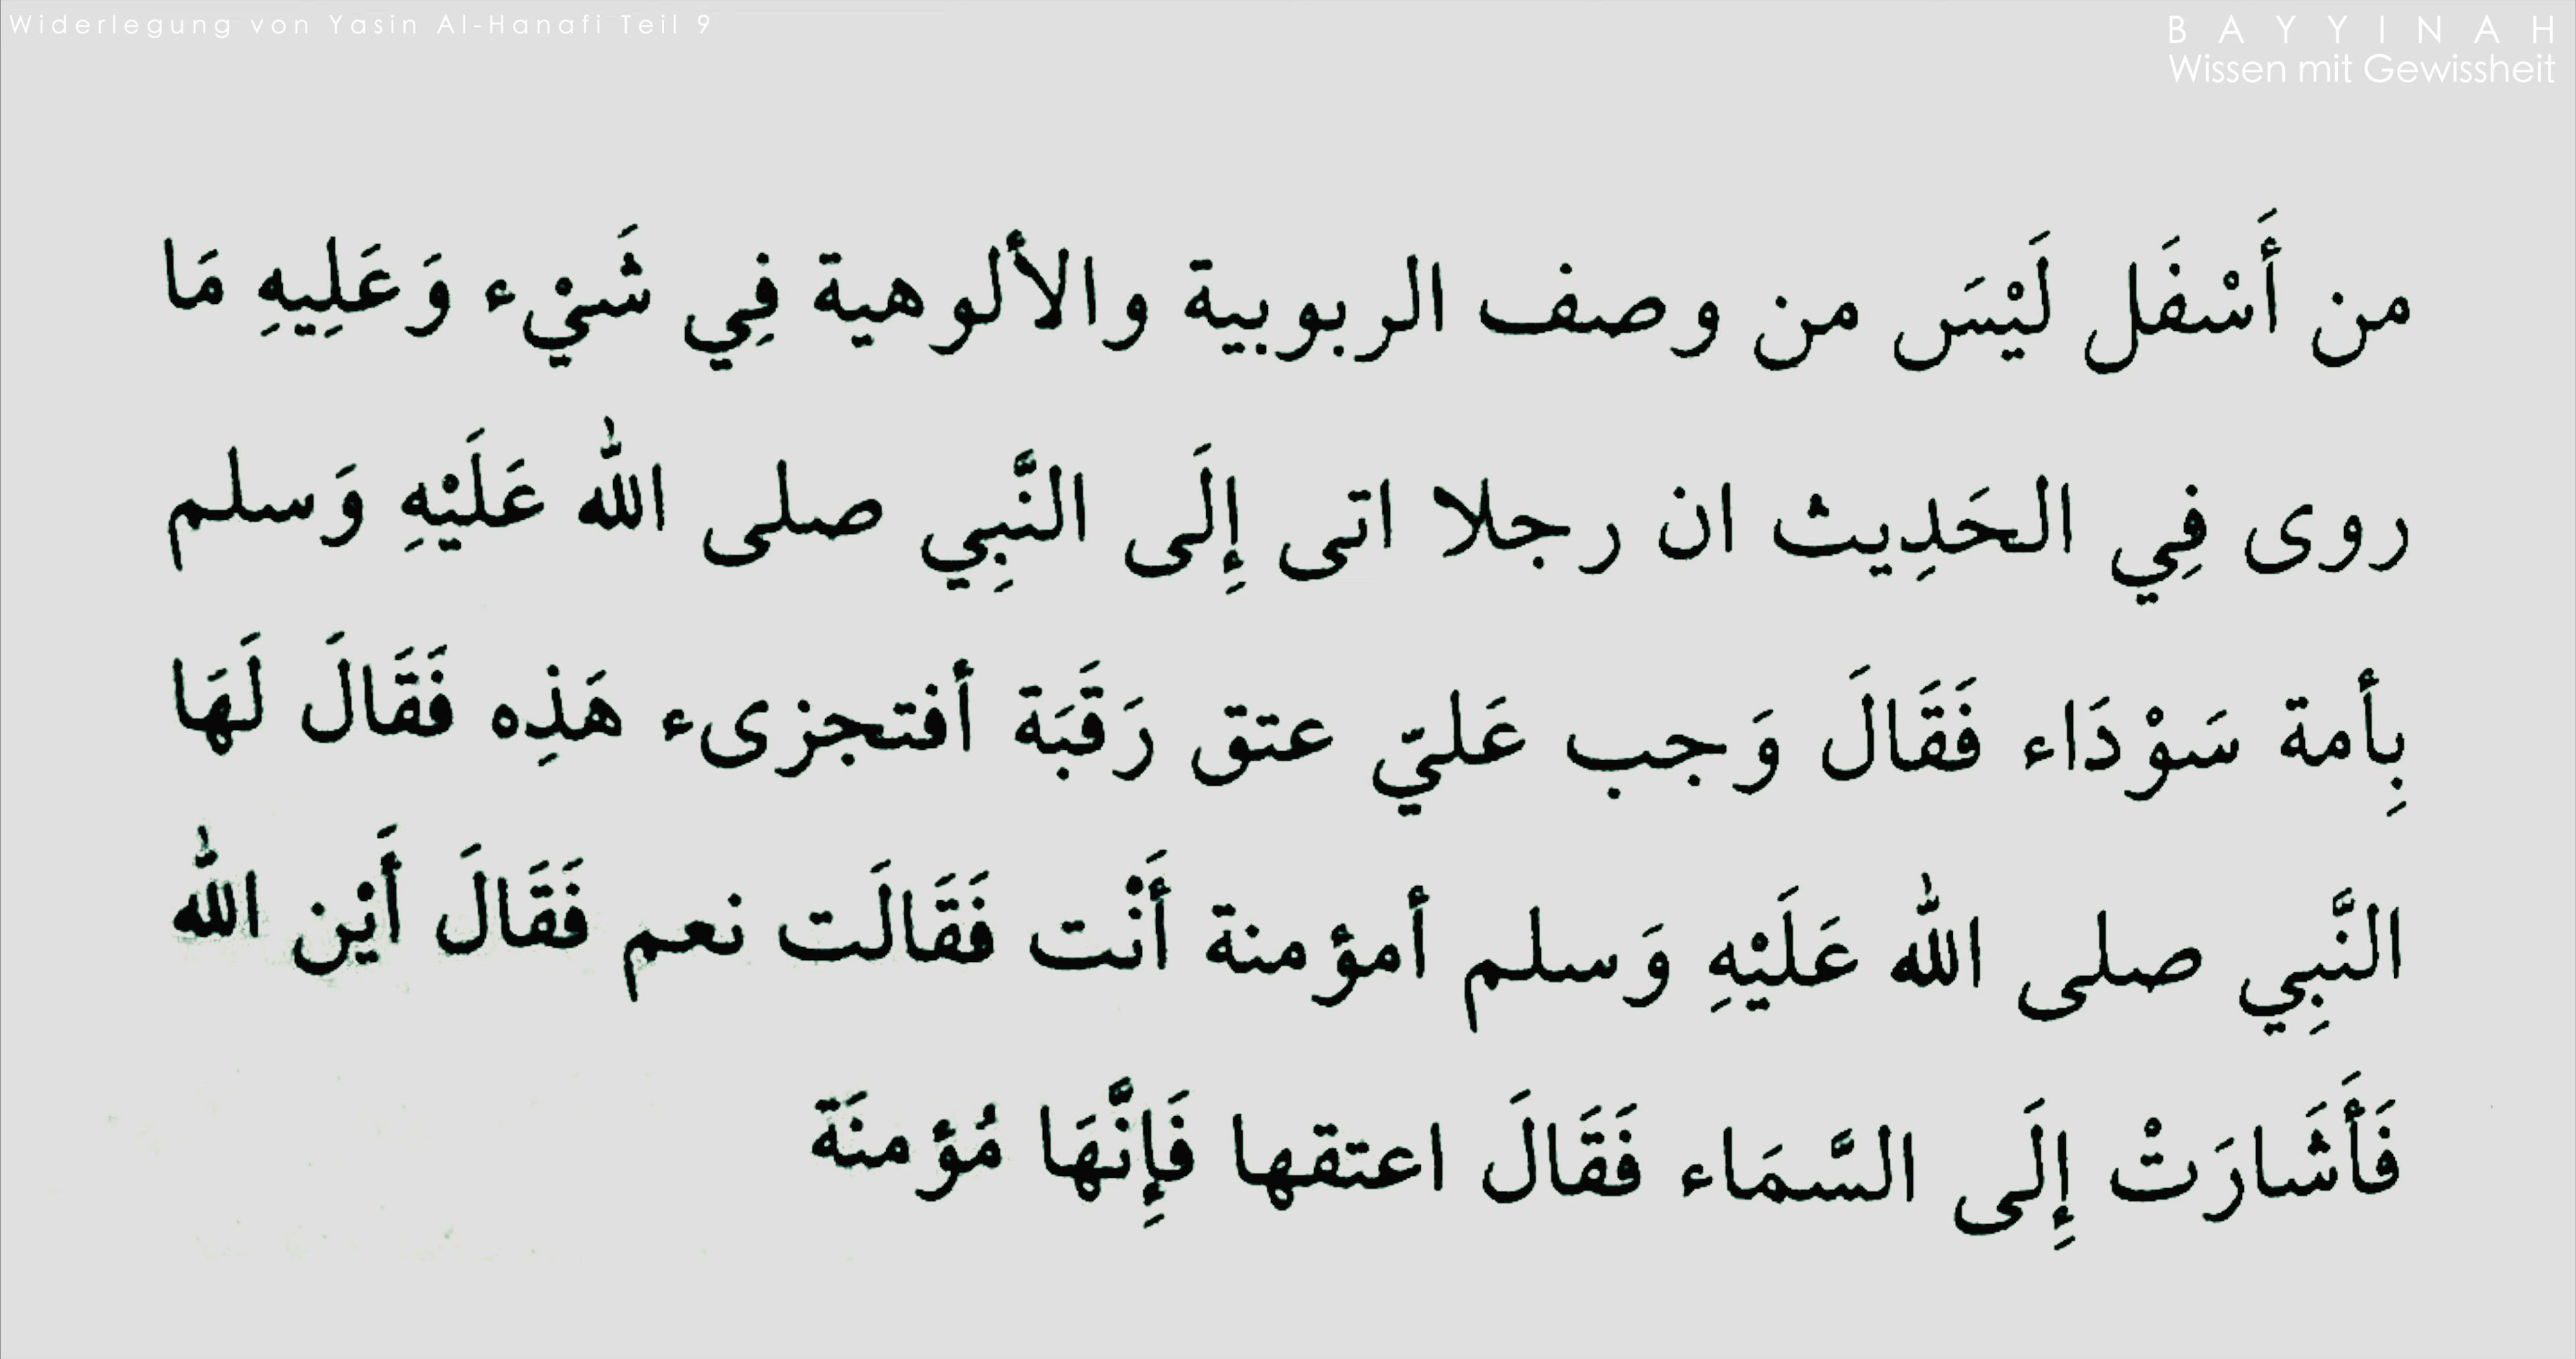 Widerlegung von Yasin Al-Hanafi Teil 9
BAYYINAH
Wissen mit Gewissheit
من أَسْفَل لَيْسَ من وصف الربوبية والألوهية فِي شَيْء وَعَلِيهِ مَا
روى فِي الحَدِيث ان رجلا اتى إِلَى النَّبِي صلى الله عَلَيْهِ وَسلم
بِأمة سَوْدَاء فَقَالَ وَجب عَليّ عتق رَقَبَة أفتجزىء هَذِه فَقَالَ لَهَا
النَّبِي صلى الله عَلَيْهِ وَسلم أمؤمنة أَنْت فَقَالَت نعم فَقَالَ أَيْن الله
فَأَشَارَتْ إِلَى السَّمَاء فَقَالَ اعتقها فَإِنَّهَا مُؤمنَة